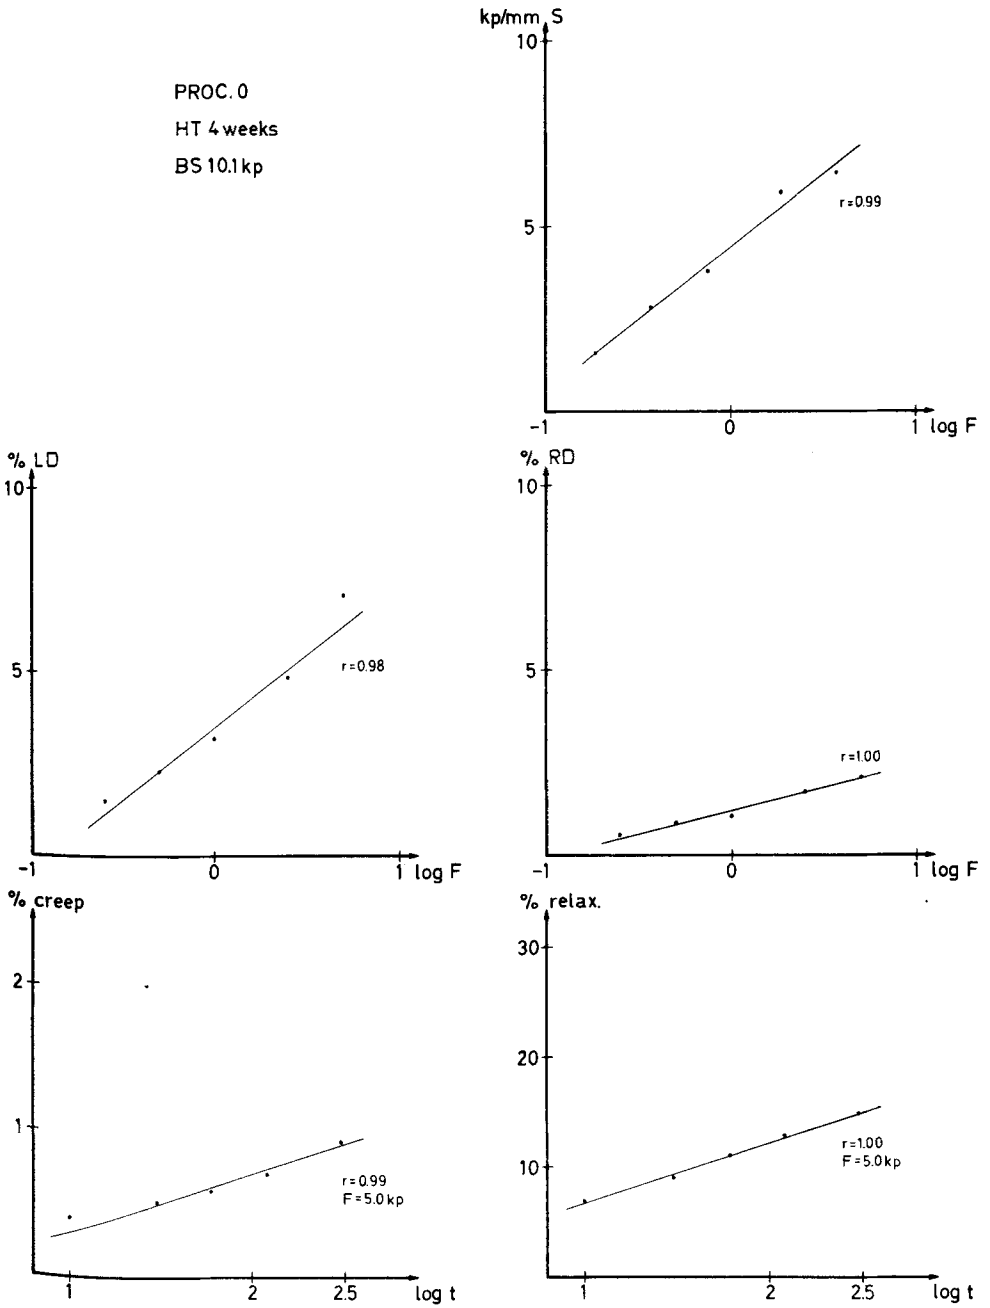 kp/mm S
10
PROC. 0
HT 4 weeks
BS 10.1 kp
r=0.99
5
-1 0 1 log F
% LD
10
5
r=0.98
-1 0 1 log F
% RD
10
5
r=1.00
-1 0 1 log F
% creep
2
1
r=0.99
F=5.0 kp
1 2 2.5 log t
% relax.
30
20
10
r=1.00
F=5.0 kp
1 2 2.5 log t